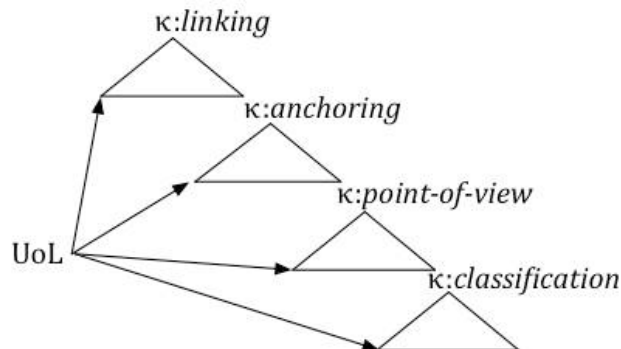 κ:linking
κ:anchoring
κ:point-of-view
UoL
κ:classification